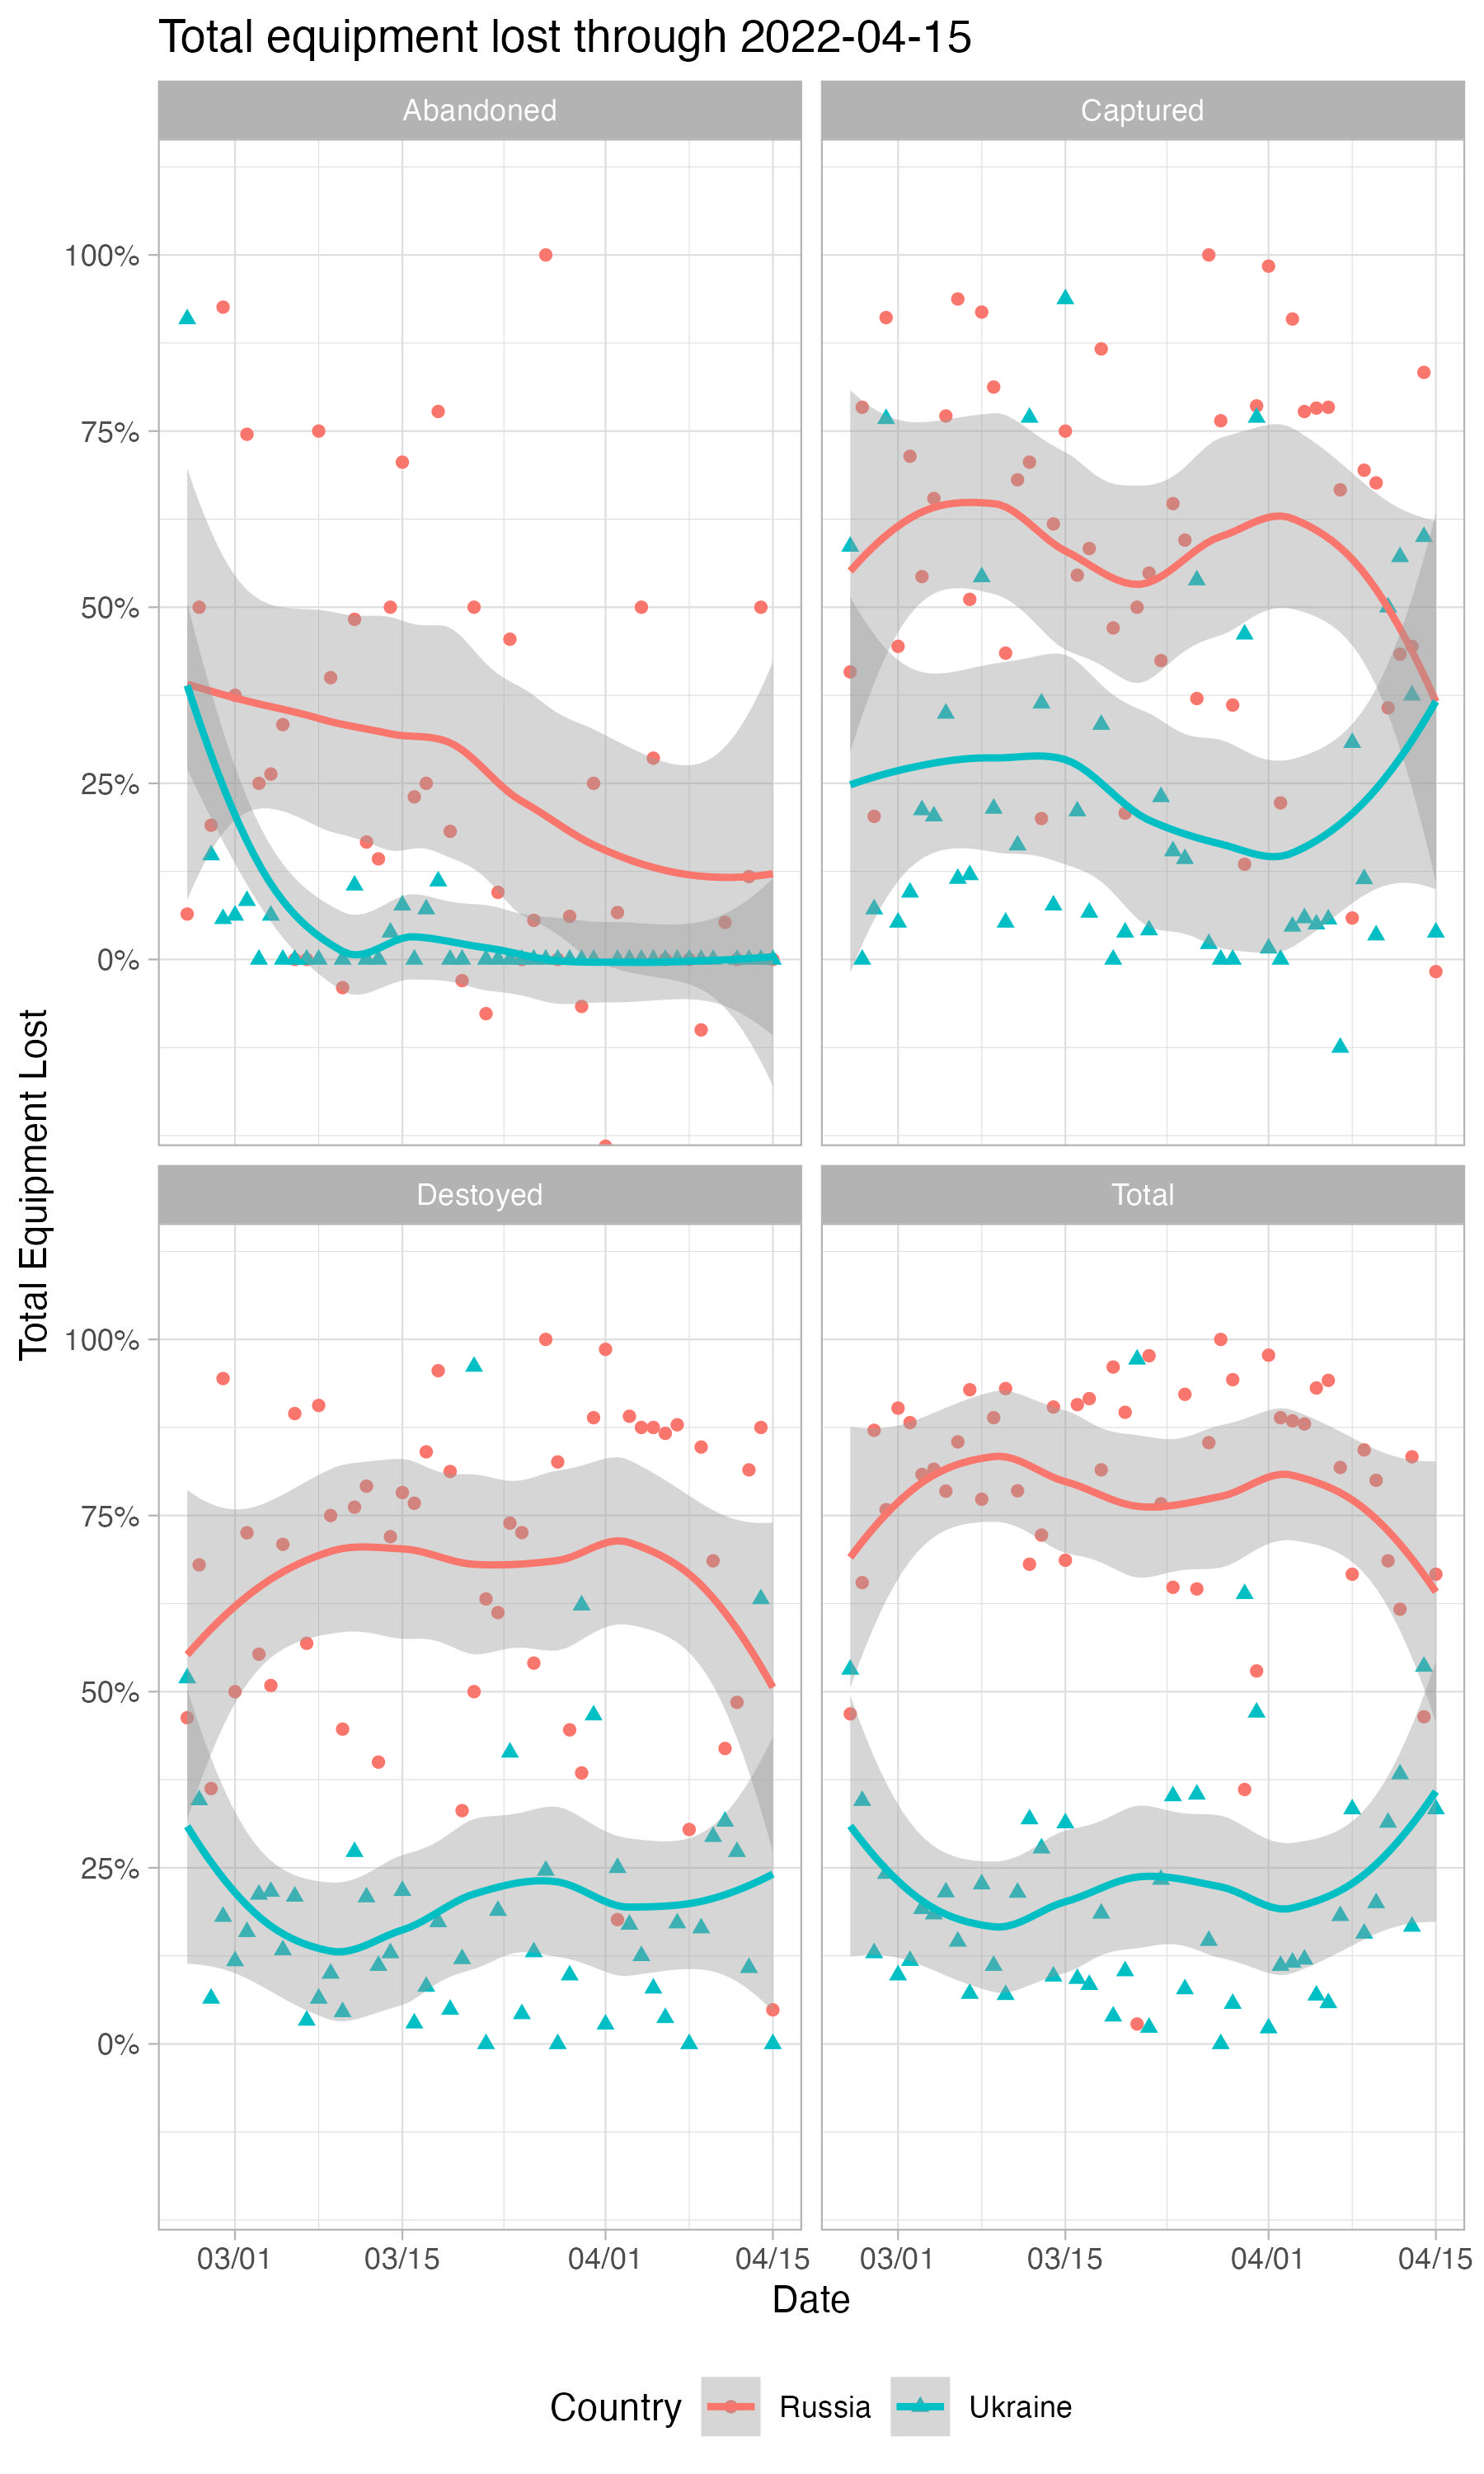 Total equipment lost through 2022-04-15
Abandoned
Captured
100%
75%
50%
25%
0%
Total Equipment Lost
Destoyed
Total
100%
75%
50%
25%
0%
03/01 03/15 04/01 04/15
03/01 03/15 04/01 04/15
Date
Country Russia Ukraine